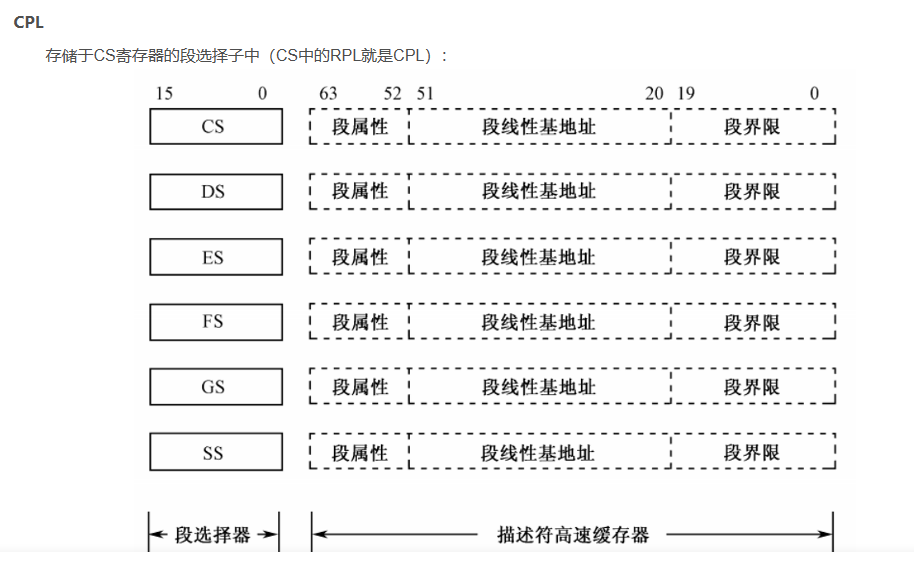 CPL
存储于CS寄存器的段选择子中（CS中的RPL就是CPL）：
15 0 63 52 51 20 19 0
CS 段属性 段线性基地址 段界限
DS 段属性 段线性基地址 段界限
ES 段属性 段线性基地址 段界限
FS 段属性 段线性基地址 段界限
GS 段属性 段线性基地址 段界限
SS 段属性 段线性基地址 段界限
段选择器 描述符高速缓存器